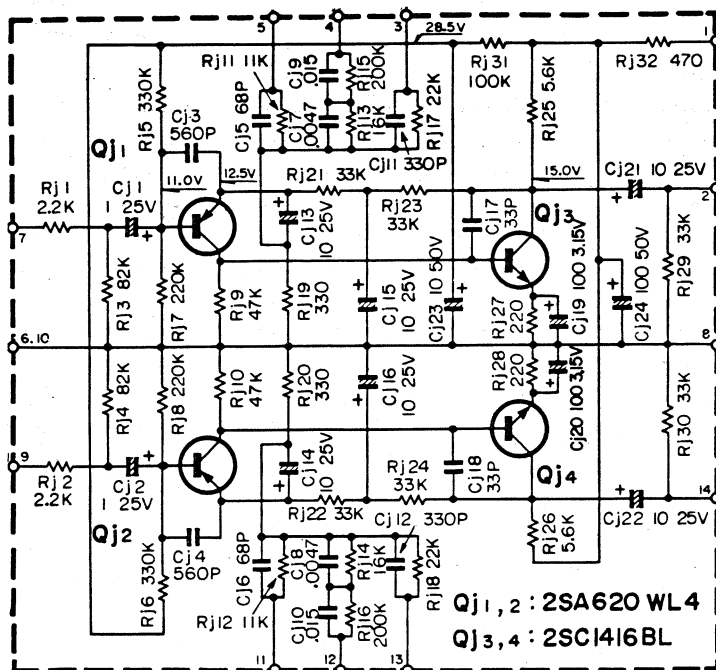 5
4
3
28.5V
1
Rj11 11K
Cj9
.015
Rj15
200K
Rj31
100K
Rj25 5.6K
Rj32 470
Rj5 330K
Cj3
560P
Cj5 68P
Cj7
.0047
Rj13
16K
Rj17 22K
Cj11 330P
Qj1
Rj21 33K
11.0V
12.5V
15.0V
Cj21 10 25V
2
Rj1
2.2K
Cj1
1 25V
+
Cj13
10 25V
+
Rj23
33K
Cj17
33P
Qj3
+
7
Rj3 82K
Rj7 220K
Rj9
47K
Rj19
330
Cj15
10 25V
+
Cj23 10 50V
+
Rj27
220
Cj19
100 3.15V
+
Cj24 100 50V
+
Rj29 33K
6.10
8
Rj4 82K
Rj8 220K
Rj10
47K
Rj20
330
Cj16
10 25V
+
Rj28
220
Cj20 100 3.15V
+
Rj30 33K
11.9
Rj2
2.2K
Cj2
1 25V
+
Cj14
10 25V
+
Rj24
33K
Cj18
33P
Qj4
14
Qj2
Cj4
560P
Rj22 33K
Cj12 330P
Rj26
5.6K
+
Cj22 10 25V
Rj6 330K
Cj6 68P
Cj8
.0047
Rj14
16K
Rj18 22K
Rj12 11K
Cj10
.015
Rj16
200K
Qj1,2 : 2SA620 WL4
Qj3,4 : 2SC1416BL
11
12
13